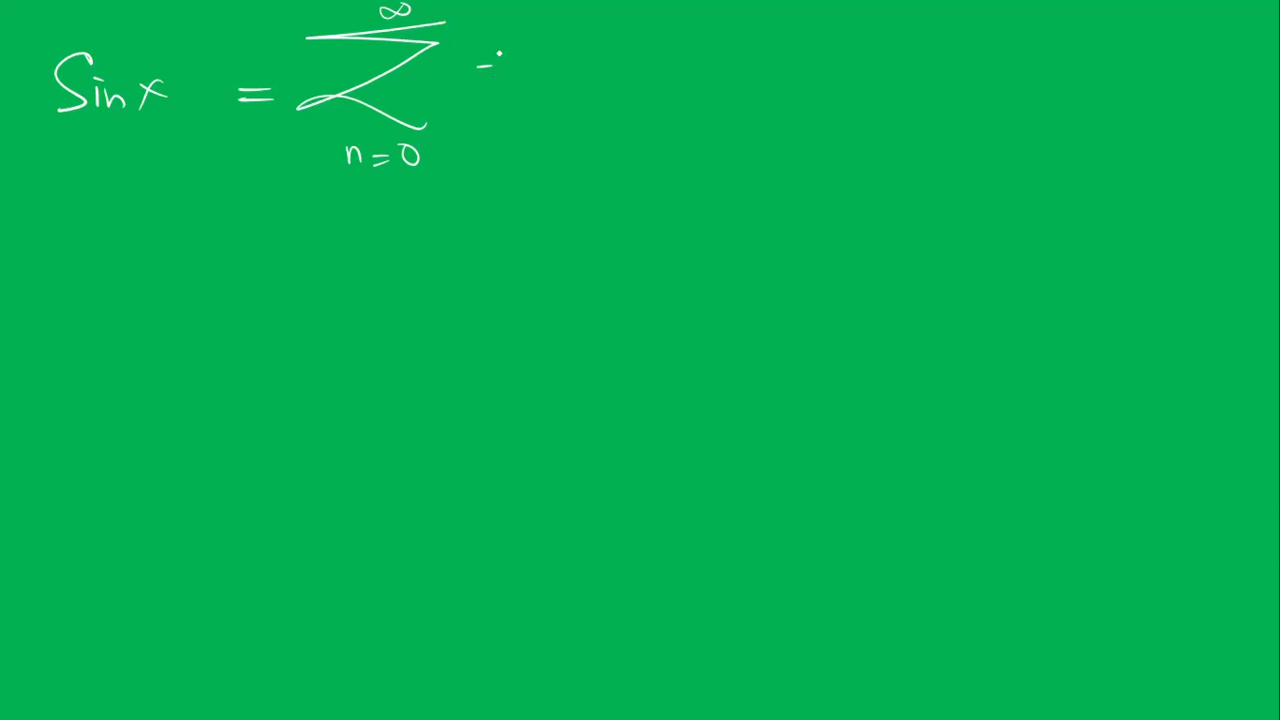 Sin x = ∞ Σ n=0 -